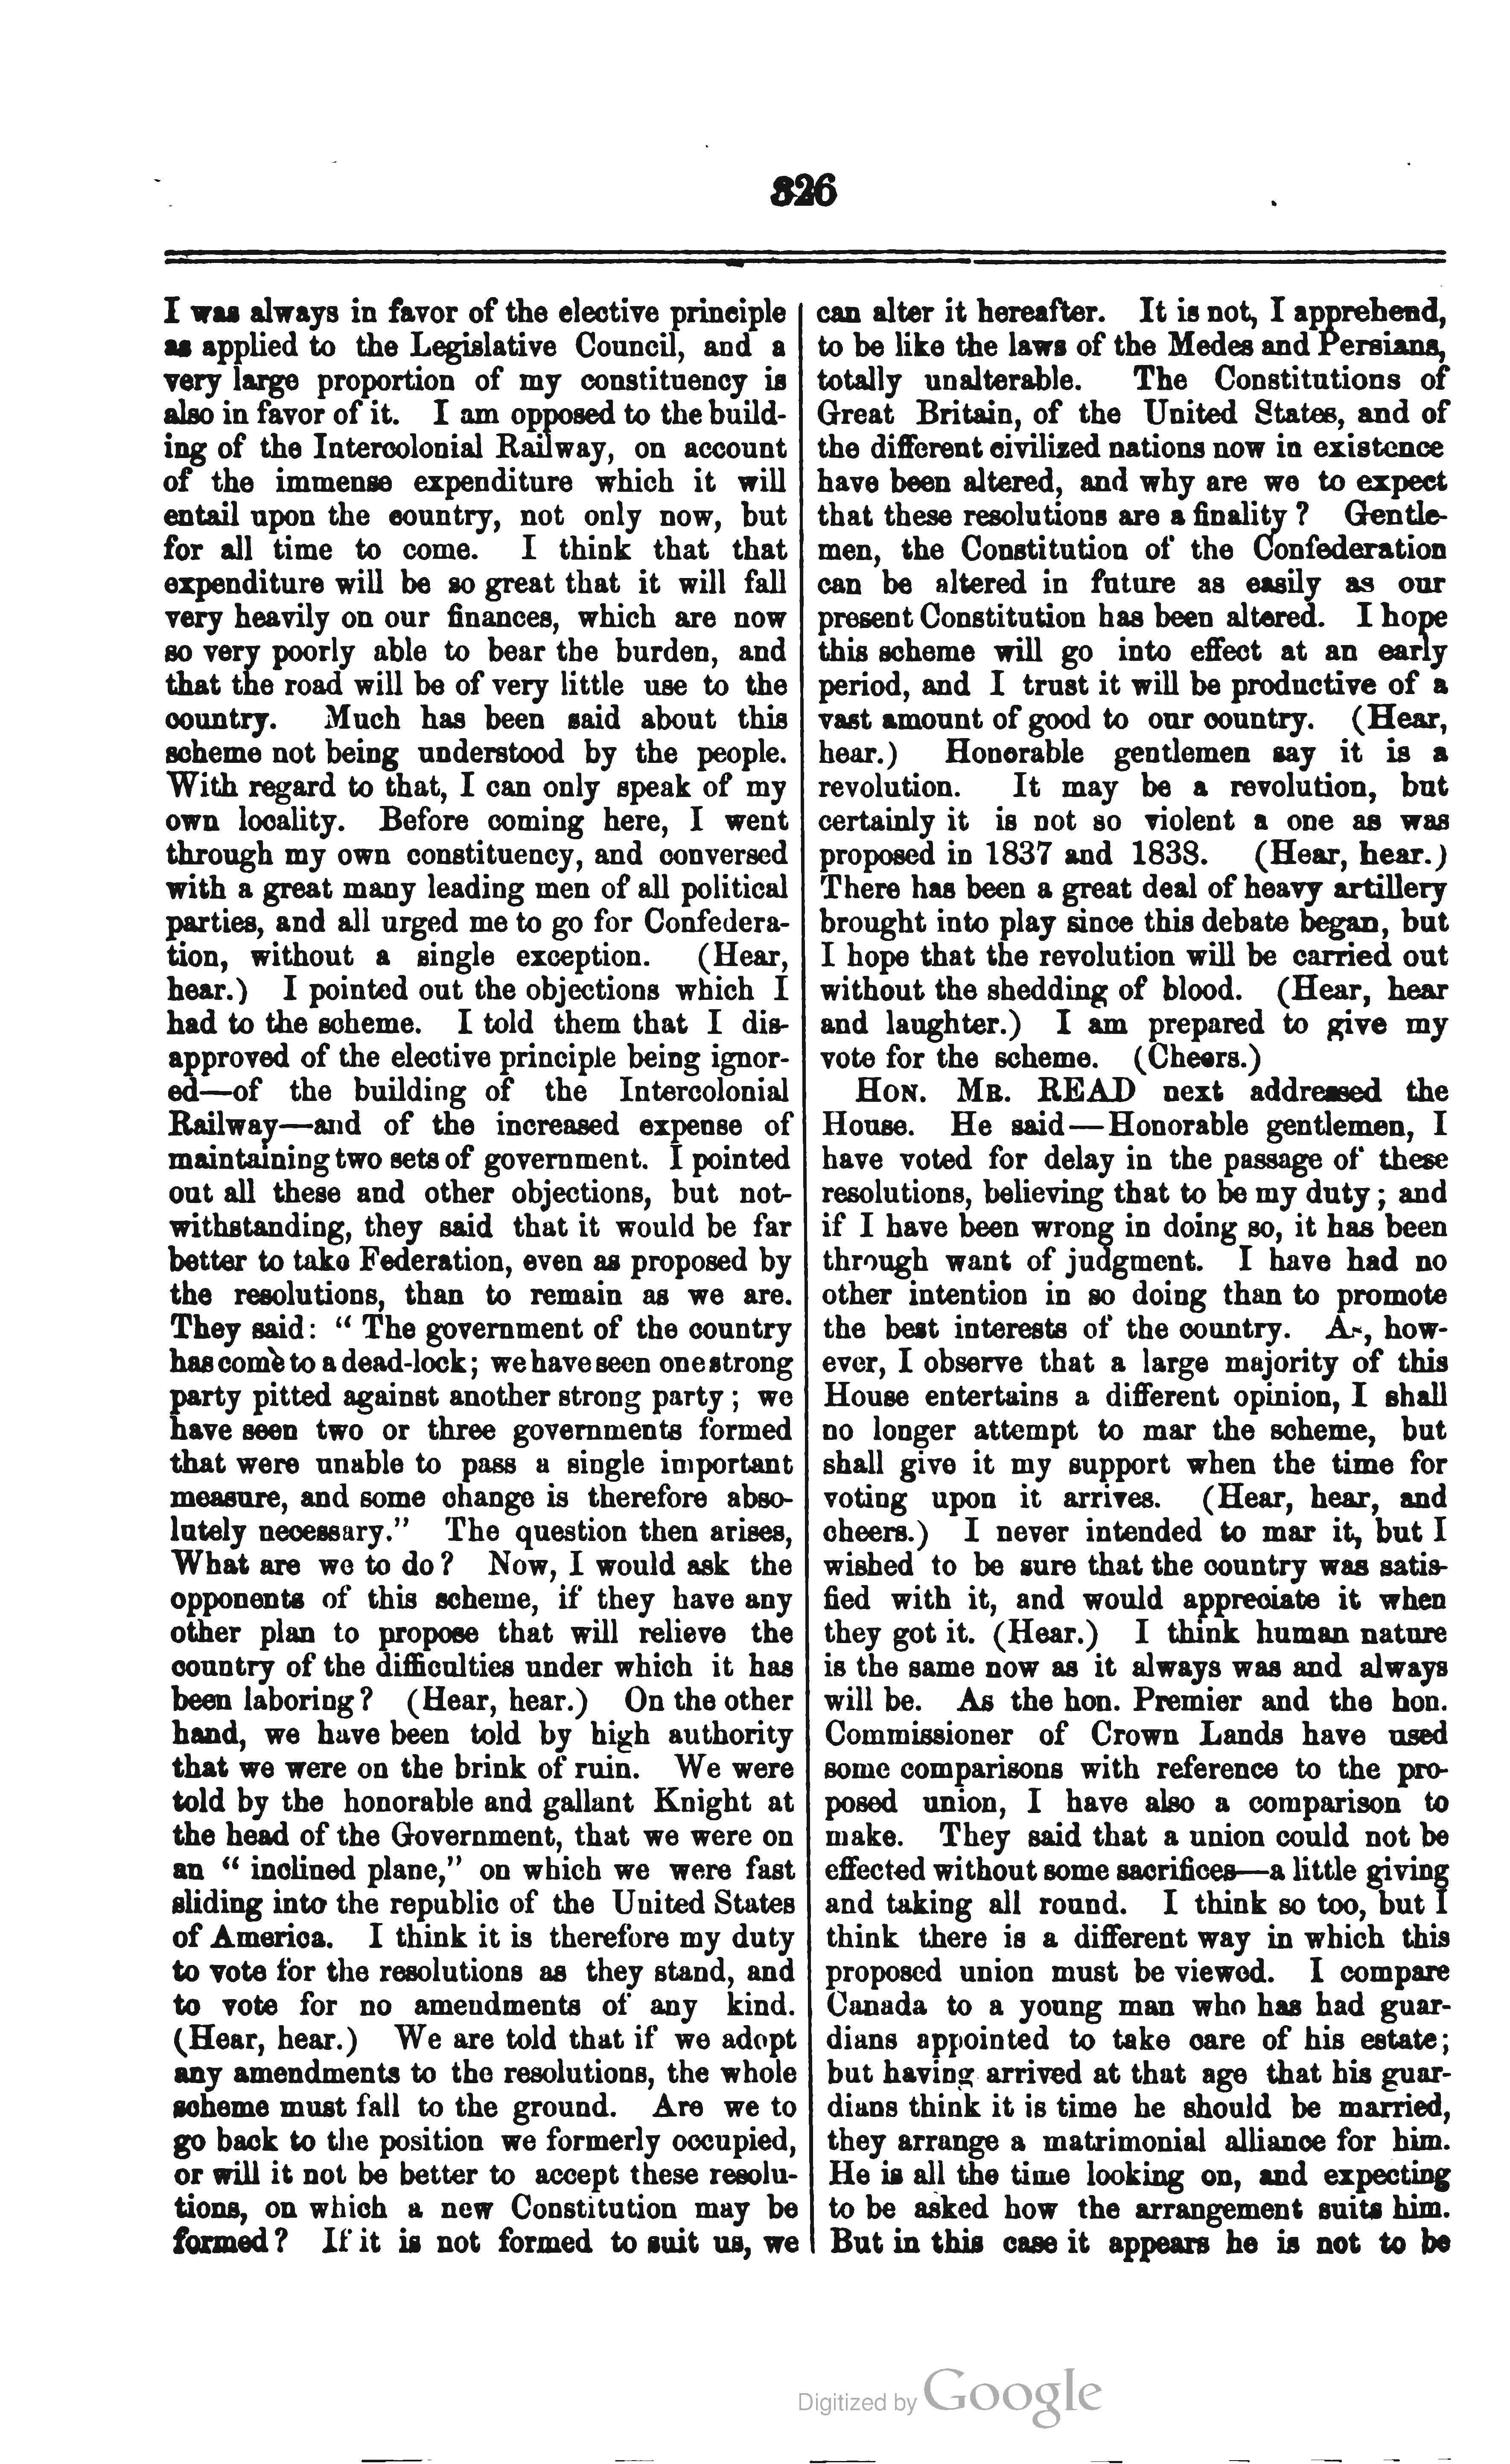 326
I was always in favor of the elective principle
as applied to the Legislative Council, and a
very large proportion of my constituency is
also in favor of it. I am opposed to the build-
ing of the Intercolonial Railway, on account
of the immense expenditure which it will
entail upon the country, not only now, but
for all time to come. I think that that
expenditure will be so great that it will fall
very heavily on our finances, which are now
so very poorly able to bear the burden, and
that the road will be of very little use to the
country. Much has been said about this
scheme not being understood by the people.
With regard to that, I can only speak of my
own locality. Before coming here, I went
through my own constituency, and conversed
with a great many leading men of all political
parties, and all urged me to go for Confedera-
tion, without a single exception. (Hear,
hear.) I pointed out the objections which I
had to the scheme. I told them that I dis-
approved of the elective principle being ignor-
ed—of the building of the Intercolonial
Railway—and of the increased expense of
maintaining two sets of government. I pointed
out all these and other objections, but not-
withstanding, they said that it would be far
better to take Federation, even as proposed by
the resolutions, than to remain as we are.
They said: "The government of the country
has come to a dead-lock; we have seen one strong
party pitted against another strong party; we
have seen two or three governments formed
that were unable to pass a single important
measure, and some change is therefore abso-
lutely necessary." The question then arises,
What are we to do? Now, I would ask the
opponents of this scheme, if they have any
other plan to propose that will relieve the
country of the difficulties under which it has
been laboring? (Hear, hear.) On the other
hand, we have been told by high authority
that we were on the brink of ruin. We were
told by the honorable and gallant Knight at
the head of the Government, that we were on
an "inclined plane," on which we were fast
sliding into the republic of the United States
of America. I think it is therefore my duty
to vote for the resolutions as they stand, and
to vote for no amendments of any kind.
(Hear, hear.) We are told that if we adopt
any amendments to the resolutions, the whole
scheme must fall to the ground. Are we to
go back to the position we formerly occupied,
or will it not be better to accept these resolu-
tions, on which a new Constitution may be
formed? If it is not formed to suit us, we
can alter it hereafter. It is not, I apprehend,
to be like the laws of the Medes and Persians,
totally unalterable. The Constitutions of
Great Britain, of the United States, and of
the different civilized nations now in existence
have been altered, and why are we to expect
that these resolutions are a finality? Gentle-
men, the Constitution of the Confederation
can be altered in future as easily as our
present Constitution has been altered. I hope
this scheme will go into effect at an early
period, and I trust it will be productive of a
vast amount of good to our country. (Hear,
hear.) Honorable gentlemen say it is a
revolution. It may be a revolution, but
certainly it is not so violent a one as was
proposed in 1837 and 1838. (Hear, hear.)
There has been a great deal of heavy artillery
brought into play since this debate began, but
I hope that the revolution will be carried out
without the shedding of blood. (Hear, hear
and laughter.) I am prepared to give my
vote for the scheme. (Cheers.)
HON. MR. READ next addressed the
House. He said—Honorable gentlemen, I
have voted for delay in the passage of these
resolutions, believing that to be my duty; and
if I have been wrong in doing so, it has been
through want of judgment. I have had no
other intention in so doing than to promote
the best interests of the country. As, how-
ever, I observe that a large majority of this
House entertains a different opinion, I shall
no longer attempt to mar the scheme, but
shall give it my support when the time for
voting upon it arrives. (Hear, hear, and
cheers.) I never intended to mar it, but I
wished to be sure that the country was satis-
fied with it, and would appreciate it when
they got it. (Hear.) I think human nature
is the same now as it always was and always
will be. As the hon. Premier and the hon.
Commissioner of Crown Lands have used
some comparisons with reference to the pro-
posed union, I have also a comparison to
make. They said that a union could not be
effected without some sacrifices—a little giving
and taking all round. I think so too, but I
think there is a different way in which this
proposed union must be viewed. I compare
Canada to a young man who has had guar-
dians appointed to take care of his estate;
but having arrived at that age that his guar-
dians think it is time he should be married,
they arrange a matrimonial alliance for him.
He is all the time looking on, and expecting
to be asked how the arrangement suits him.
But in this case it appears he is not to be
Digitized by Google